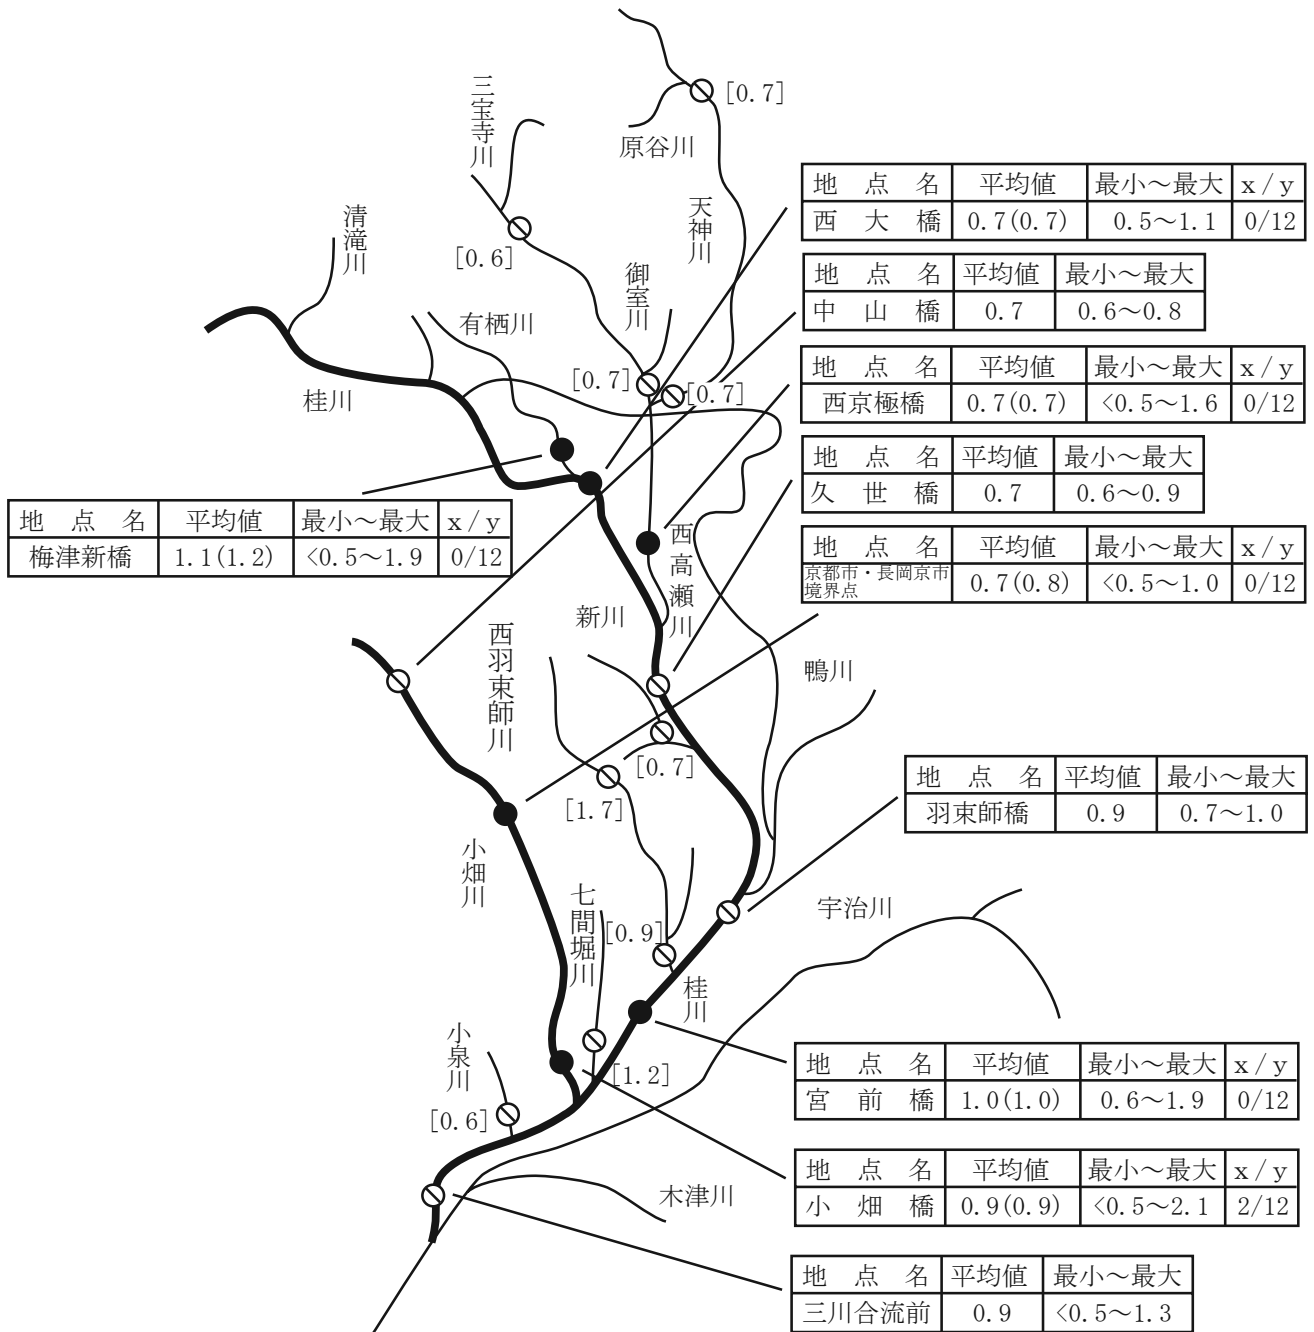 [0.7]
三宝寺川
原谷川
地点名 平均値 最小～最大 x/y
西大橋 0.7(0.7) 0.5～1.1 0/12
天神川
清滝川
[0.6]
御室川
地点名 平均値 最小～最大
中山橋 0.7 0.6～0.8
有栖川
地点名 平均値 最小～最大 x/y
西京極橋 0.7(0.7) <0.5～1.6 0/12
[0.7]
[0.7]
桂川
地点名 平均値 最小～最大
久世橋 0.7 0.6～0.9
地点名 平均値 最小～最大 x/y
梅津新橋 1.1(1.2) <0.5～1.9 0/12
西高瀬川
地点名 平均値 最小～最大 x/y
京都市・長岡京市
境界点 0.7(0.8) <0.5～1.0 0/12
新川
西羽束師川
鴨川
[0.7]
[1.7]
地点名 平均値 最小～最大
羽束師橋 0.9 0.7～1.0
小畑川
七間堀川
宇治川
[0.9]
桂川
小泉川
地点名 平均値 最小～最大 x/y
宮前橋 1.0(1.0) 0.6～1.9 0/12
[1.2]
[0.6]
地点名 平均値 最小～最大 x/y
小畑橋 0.9(0.9) <0.5～2.1 2/12
木津川
地点名 平均値 最小～最大
三川合流前 0.9 <0.5～1.3